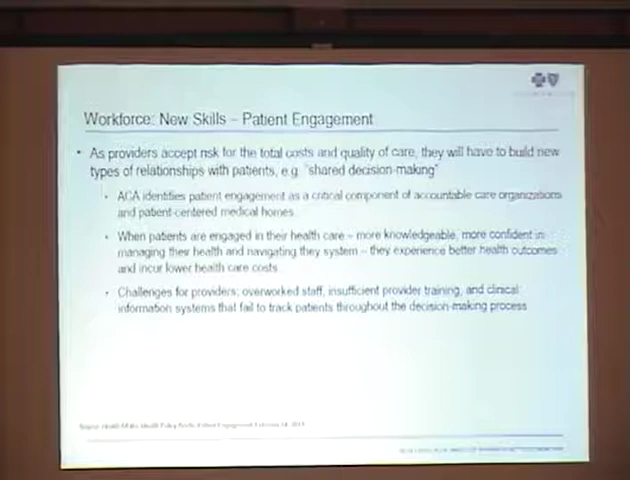 Workforce: New Skills – Patient Engagement
• As providers accept risk for the total costs and quality of care, they will have to build new
types of relationships with patients, e.g. "shared decision-making"
• ACA identifies patient engagement as a critical component of accountable care organizations
and patient-centered medical homes.
• When patients are engaged in their health care – more knowledgeable, more confident in
managing their health and navigating they system – they experience better health outcomes
and incur lower health care costs.
• Challenges for providers: overworked staff, insufficient provider training, and clinical
information systems that fail to track patients throughout the decision-making process